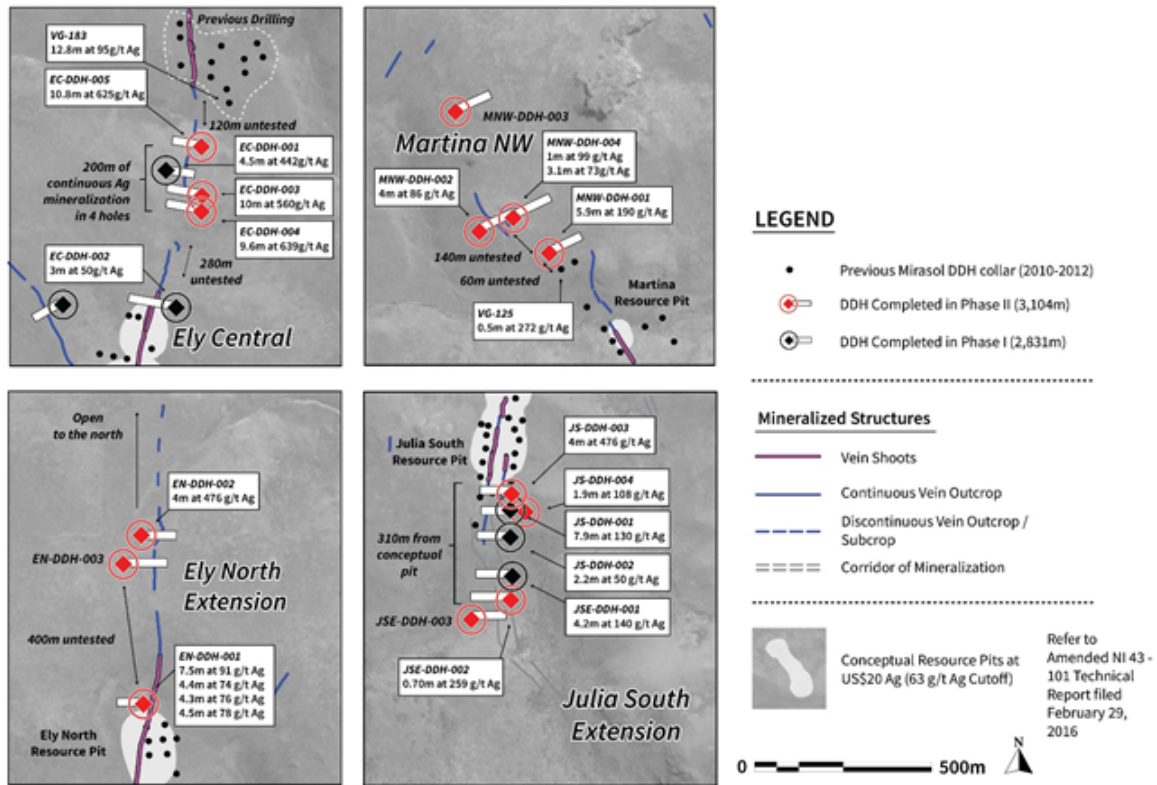 Previous Drilling
VG-183
12.8m at 95g/t Ag
EC-DDH-005
10.8m at 625g/t Ag
120m untested
EC-DDH-001
4.5m at 442g/t Ag
200m of
continuous Ag
mineralization
in 4 holes
EC-DDH-003
10m at 560g/t Ag
EC-DDH-004
9.6m at 639g/t Ag
EC-DDH-002
3m at 50g/t Ag
280m
untested
Ely Central
MNW-DDH-003
Martina NW
MNW-DDH-004
1m at 99 g/t Ag
3.1m at 73g/t Ag
MNW-DDH-002
4m at 86 g/t Ag
MNW-DDH-001
5.9m at 190 g/t Ag
140m untested
60m untested
Martina
Resource Pit
VG-125
0.5m at 272 g/t Ag
Open
to the north
EN-DDH-002
4m at 476 g/t Ag
EN-DDH-003
Ely North
Extension
400m untested
EN-DDH-001
7.5m at 91 g/t Ag
4.4m at 74 g/t Ag
4.3m at 76 g/t Ag
4.5m at 78 g/t Ag
Ely North
Resource Pit
Julia South
Resource Pit
JS-DDH-003
4m at 476 g/t Ag
JS-DDH-004
1.9m at 108 g/t Ag
JS-DDH-001
7.9m at 130 g/t Ag
310m from
conceptual
pit
JS-DDH-002
2.2m at 50 g/t Ag
JSE-DDH-001
4.2m at 140 g/t Ag
JSE-DDH-003
JSE-DDH-002
0.70m at 259 g/t Ag
Julia South
Extension
LEGEND
Previous Mirasol DDH collar (2010-2012)
DDH Completed in Phase II (3,104m)
DDH Completed in Phase I (2,831m)
Mineralized Structures
Vein Shoots
Continuous Vein Outcrop
Discontinuous Vein Outcrop /
Subcrop
Corridor of Mineralization
Conceptual Resource Pits at
US$20 Ag (63 g/t Ag Cutoff)
Refer to
Amended NI 43 -
101 Technical
Report filed
February 29,
2016
N
0 500m